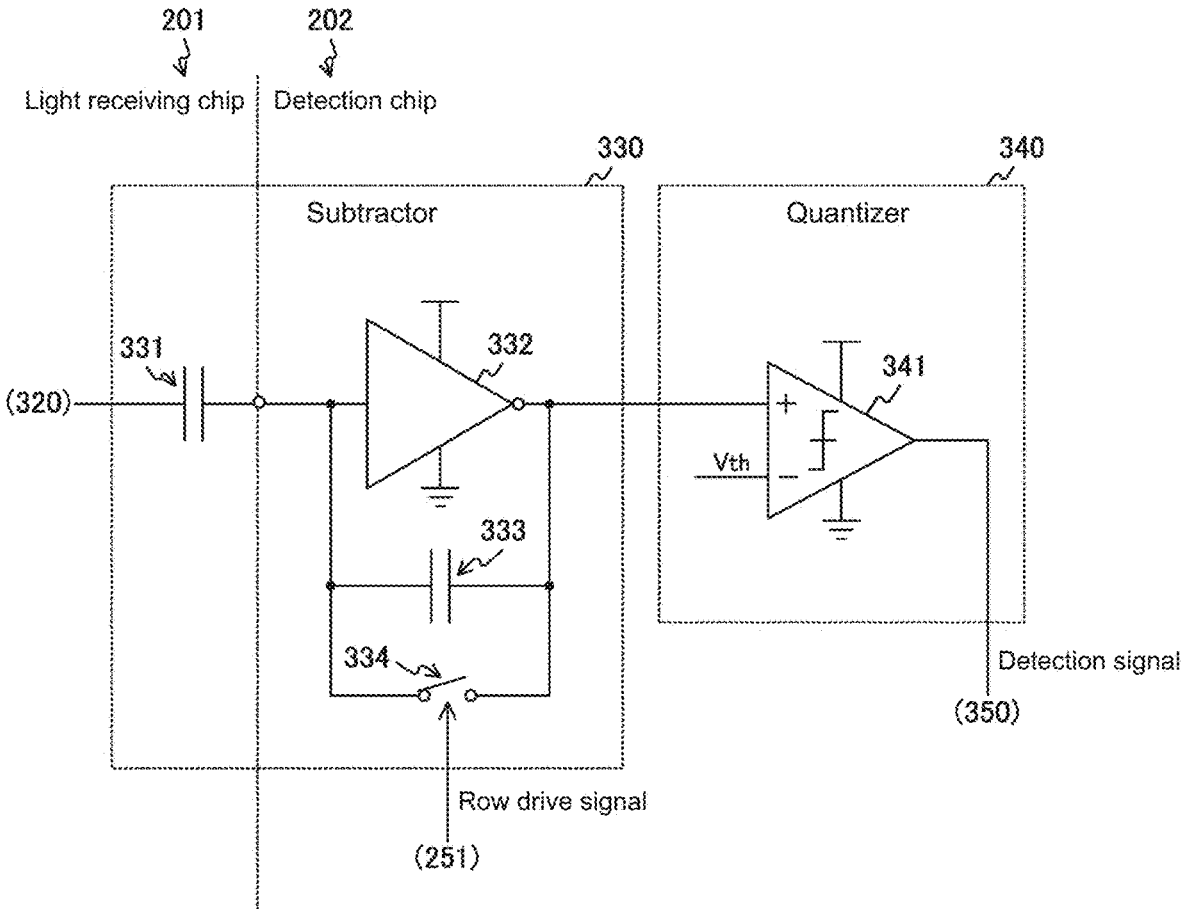 201
202
Light receiving chip
Detection chip
330
340
Subtractor
Quantizer
331
332
341
(320)
+
Vth
−
333
334
Detection signal
(350)
Row drive signal
(251)